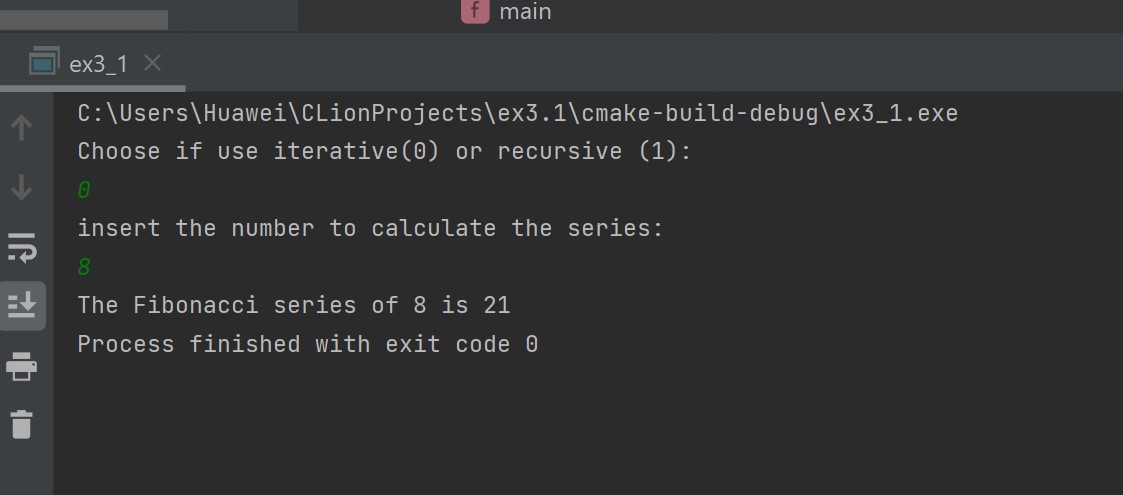 f main
ex3_1
C:\Users\Huawei\CLionProjects\ex3.1\cmake-build-debug\ex3_1.exe
Choose if use iterative(0) or recursive (1):
0
insert the number to calculate the series:
8
The Fibonacci series of 8 is 21
Process finished with exit code 0